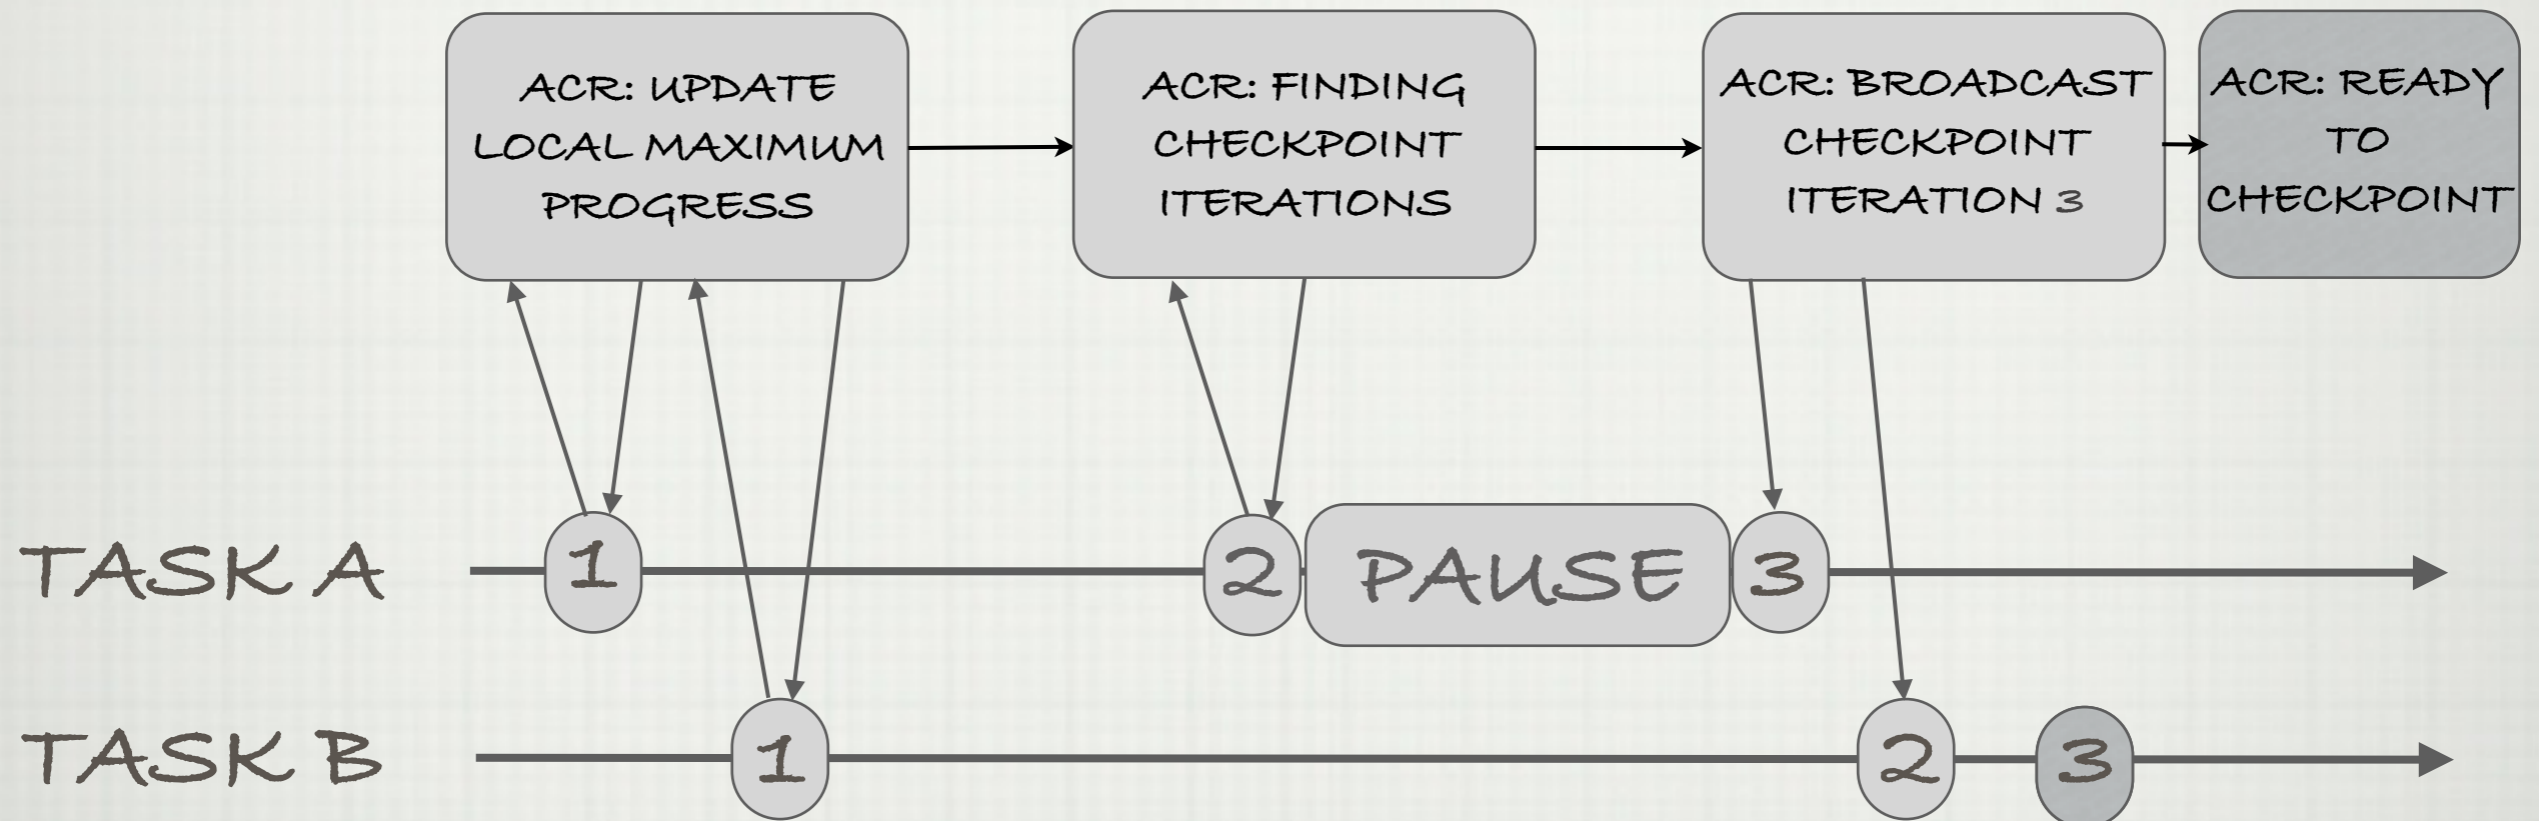 ACR: UPDATE
LOCAL MAXIMUM
PROGRESS
ACR: FINDING
CHECKPOINT
ITERATIONS
ACR: BROADCAST
CHECKPOINT
ITERATION 3
ACR: READY
TO
CHECKPOINT
TASK A
1
2
PAUSE
3
TASK B
1
2
3